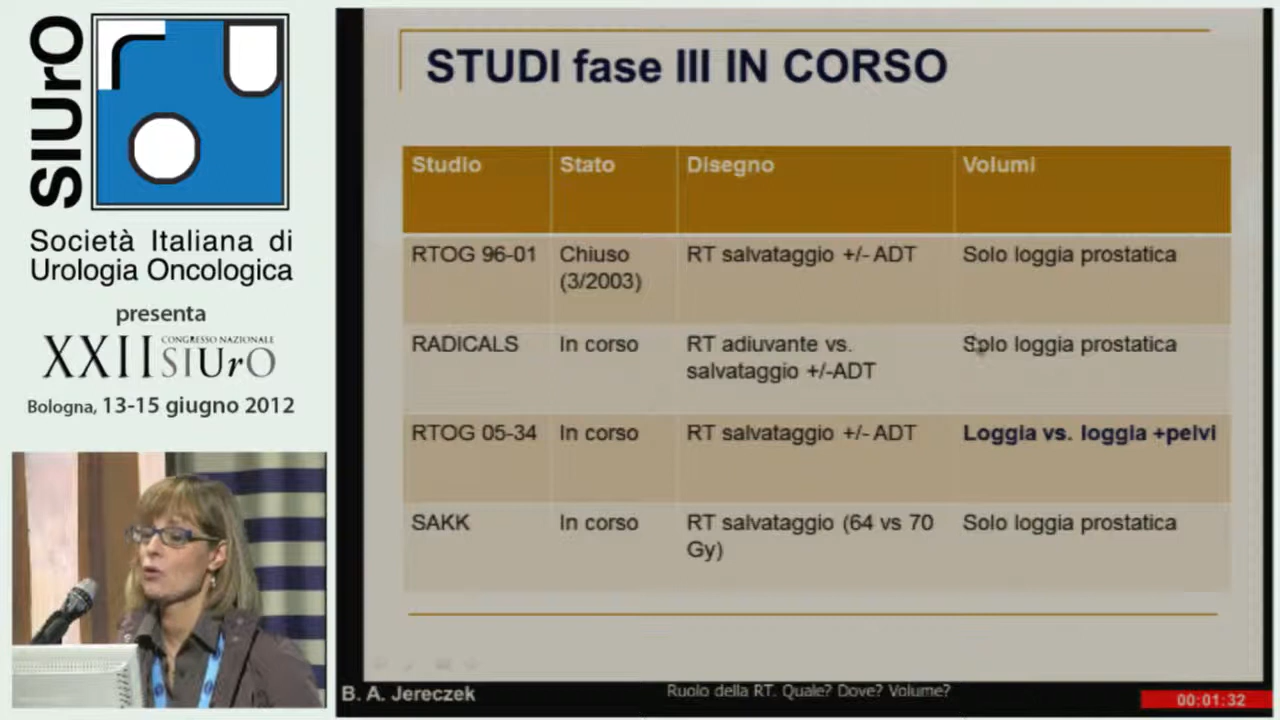 SIUrO
Società Italiana di
Urologia Oncologica
presenta
XXII CONGRESSO NAZIONALE
SIUrO
Bologna, 13-15 giugno 2012
STUDI fase III IN CORSO
Studio Stato Disegno Volumi
RTOG 96-01 Chiuso (3/2003) RT salvataggio +/- ADT Solo loggia prostatica
RADICALS In corso RT adiuvante vs. salvataggio +/-ADT Solo loggia prostatica
RTOG 05-34 In corso RT salvataggio +/- ADT Loggia vs. loggia +pelvi
SAKK In corso RT salvataggio (64 vs 70 Gy) Solo loggia prostatica
B. A. Jereczek
Ruolo della RT. Quale? Dove? Volume?
00:01:32